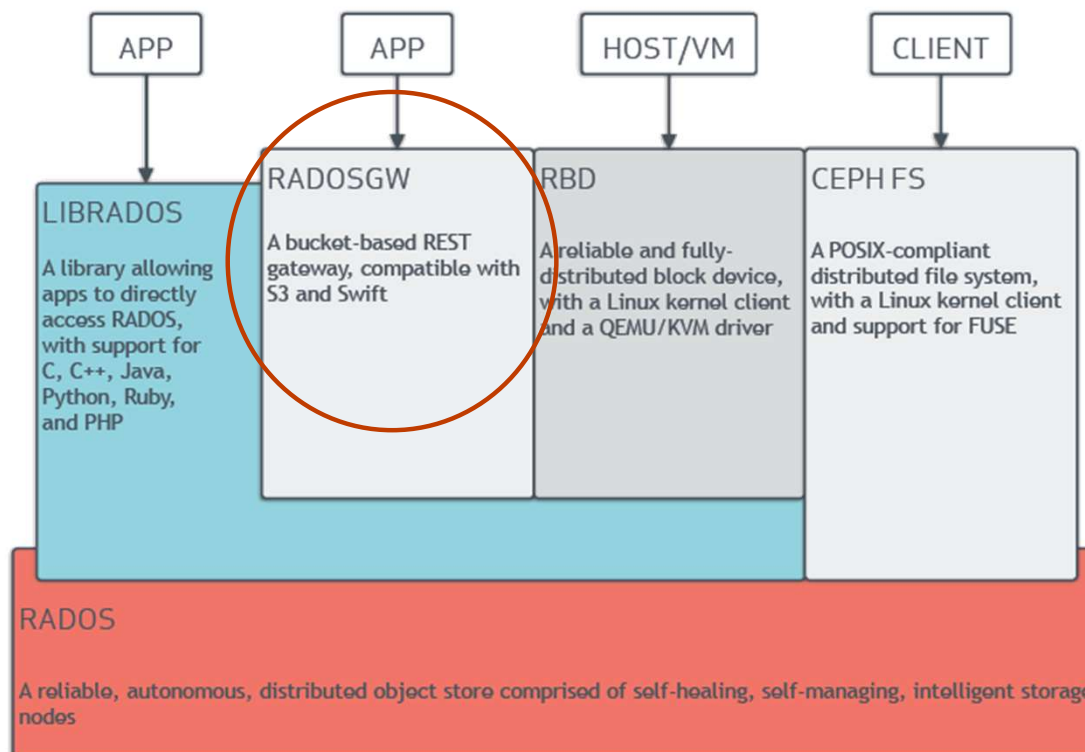 APP
APP
HOST/VM
CLIENT
LIBRADOS
A library allowing
apps to directly
access RADOS,
with support for
C, C++, Java,
Python, Ruby,
and PHP
RADOSGW
A bucket-based REST
gateway, compatible with
S3 and Swift
RBD
A reliable and fully-
distributed block device,
with a Linux kernel client
and a QEMU/KVM driver
CEPH FS
A POSIX-compliant
distributed file system,
with a Linux kernel client
and support for FUSE
RADOS
A reliable, autonomous, distributed object store comprised of self-healing, self-managing, intelligent storage
nodes